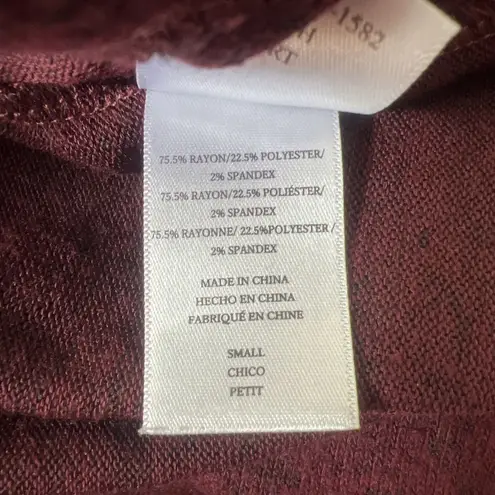 1582
75.5% RAYON/22.5% POLYESTER/
2% SPANDEX
75.5% RAYON/22.5% POLIÉSTER/
2% SPANDEX
75.5% RAYONNE/ 22.5%POLYESTER /
2% SPANDEX
MADE IN CHINA
HECHO EN CHINA
FABRIQUÉ EN CHINE
SMALL
CHICO
PETIT